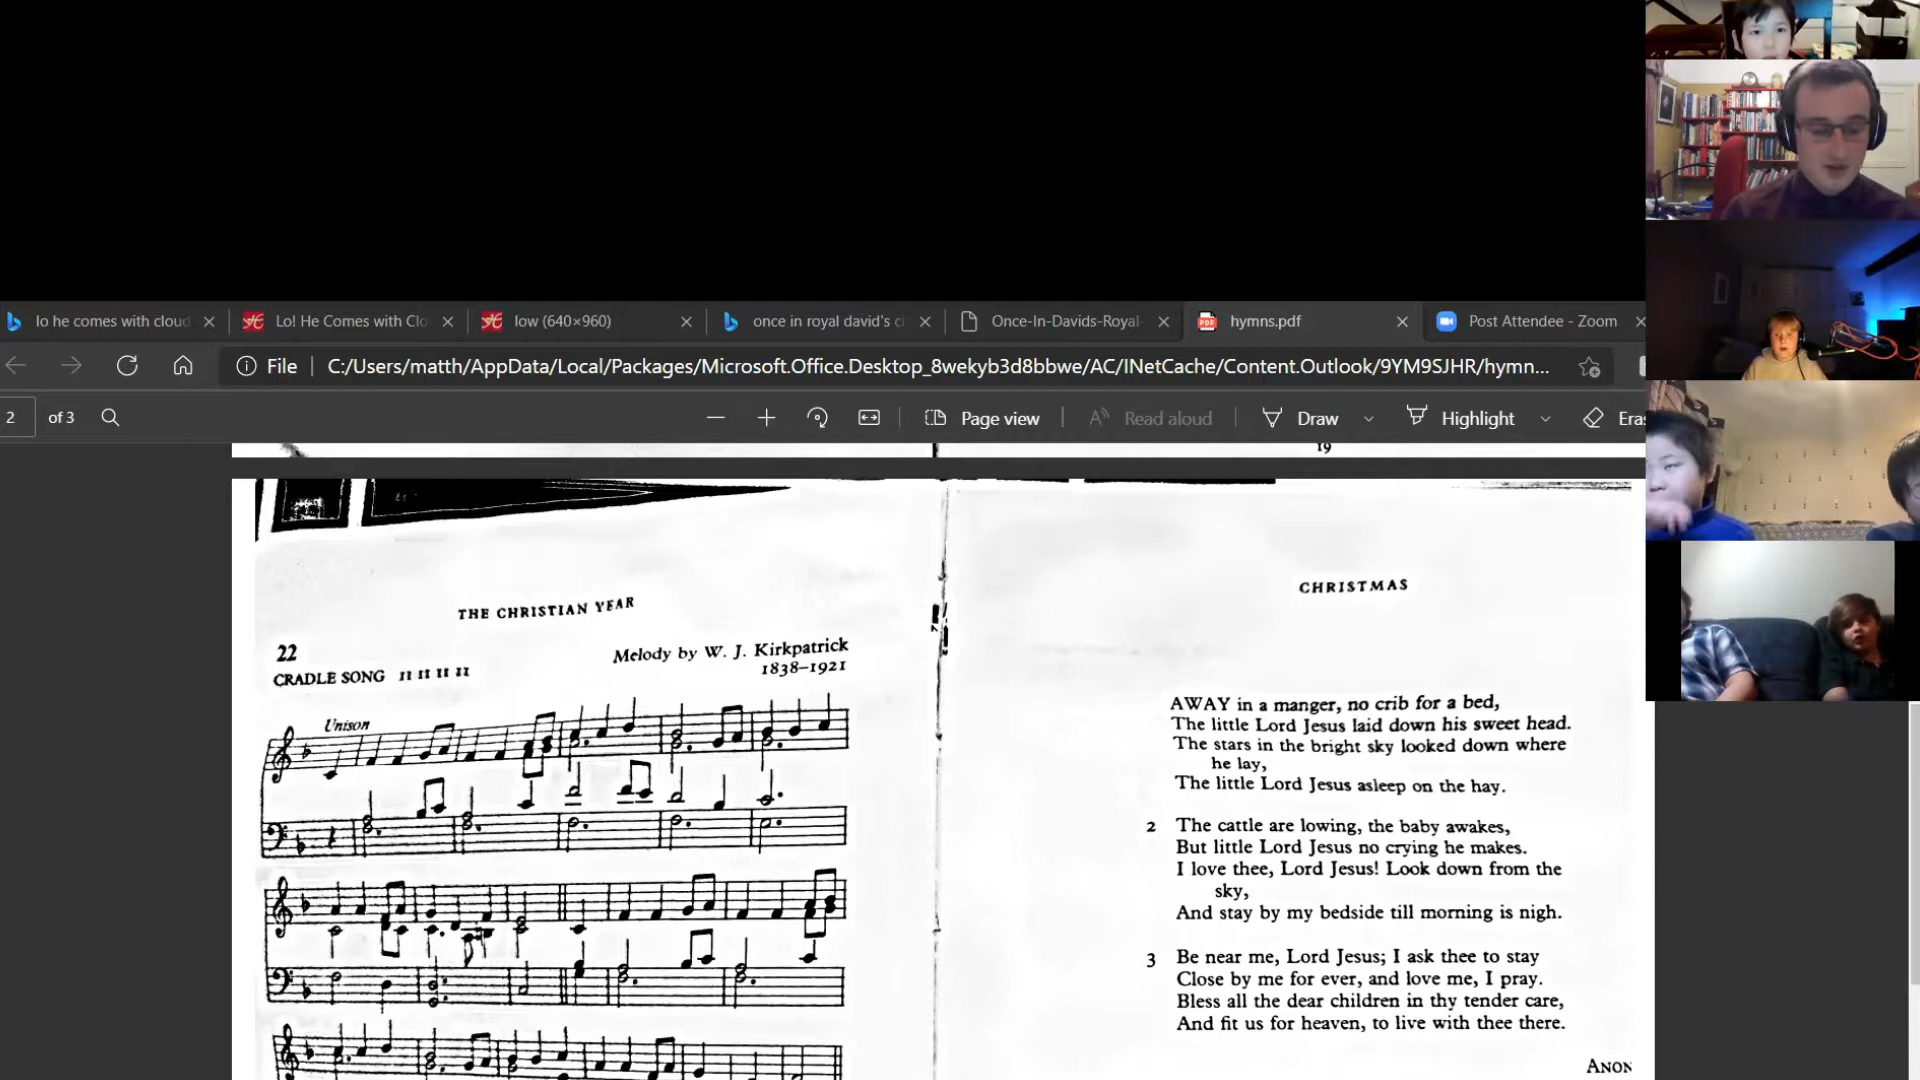 lo he comes with cloud
Lo! He Comes with Clo
low (640×960)
once in royal david's ci
Once-In-Davids-Royal-
hymns.pdf
Post Attendee - Zoom
File
C:/Users/matth/AppData/Local/Packages/Microsoft.Office.Desktop_8wekyb3d8bbwe/AC/INetCache/Content.Outlook/9YM9SJHR/hymn...
2 of 3
Page view
Read aloud
Draw
Highlight
Eras
19
THE CHRISTIAN YEAR
22
CRADLE SONG 11 11 11 11
Melody by W. J. Kirkpatrick
1838–1921
Unison
CHRISTMAS
AWAY in a manger, no crib for a bed,
The little Lord Jesus laid down his sweet head.
The stars in the bright sky looked down where
he lay,
The little Lord Jesus asleep on the hay.
2 The cattle are lowing, the baby awakes,
But little Lord Jesus no crying he makes.
I love thee, Lord Jesus! Look down from the
sky,
And stay by my bedside till morning is nigh.
3 Be near me, Lord Jesus; I ask thee to stay
Close by me for ever, and love me, I pray.
Bless all the dear children in thy tender care,
And fit us for heaven, to live with thee there.
ANON